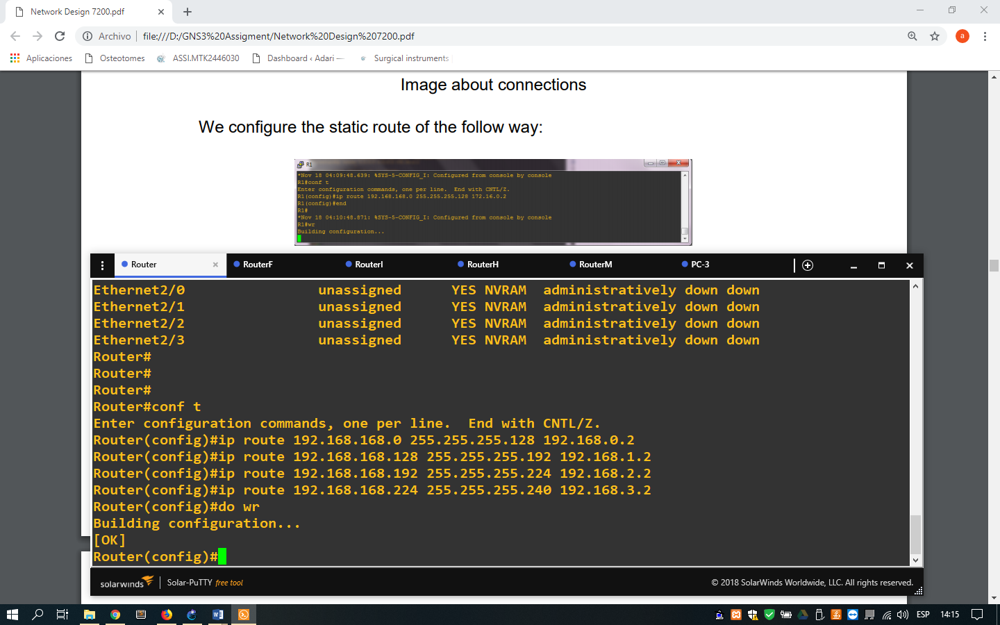 Network Design 7200.pdf
Archivo
file:///D:/GNS3%20Assigment/Network%20Design%207200.pdf
a
Aplicaciones
Osteotomes
ASSI.MTK2446030
Dashboard ‹ Adari —
Surgical instruments
Image about connections
We configure the static route of the follow way:
R1
*Nov 18 04:09:48.639: %SYS-5-CONFIG_I: Configured from console by console
R1#conf t
Enter configuration commands, one per line.  End with CNTL/Z.
R1(config)#ip route 192.168.168.0 255.255.255.128 172.16.0.2
R1(config)#end
R1#
*Nov 18 04:10:48.871: %SYS-5-CONFIG_I: Configured from console by console
R1#wr
Building configuration...
Router
RouterF
RouterI
RouterH
RouterM
PC-3
Ethernet2/0 unassigned YES NVRAM administratively down down
Ethernet2/1 unassigned YES NVRAM administratively down down
Ethernet2/2 unassigned YES NVRAM administratively down down
Ethernet2/3 unassigned YES NVRAM administratively down down
Router#
Router#
Router#
Router#conf t
Enter configuration commands, one per line.  End with CNTL/Z.
Router(config)#ip route 192.168.168.0 255.255.255.128 192.168.0.2
Router(config)#ip route 192.168.168.128 255.255.255.192 192.168.1.2
Router(config)#ip route 192.168.168.192 255.255.255.224 192.168.2.2
Router(config)#ip route 192.168.168.224 255.255.255.240 192.168.3.2
Router(config)#do wr
Building configuration...
[OK]
Router(config)#
solarwinds
Solar-PuTTY free tool
© 2018 SolarWinds Worldwide, LLC. All rights reserved.
ESP
14:15